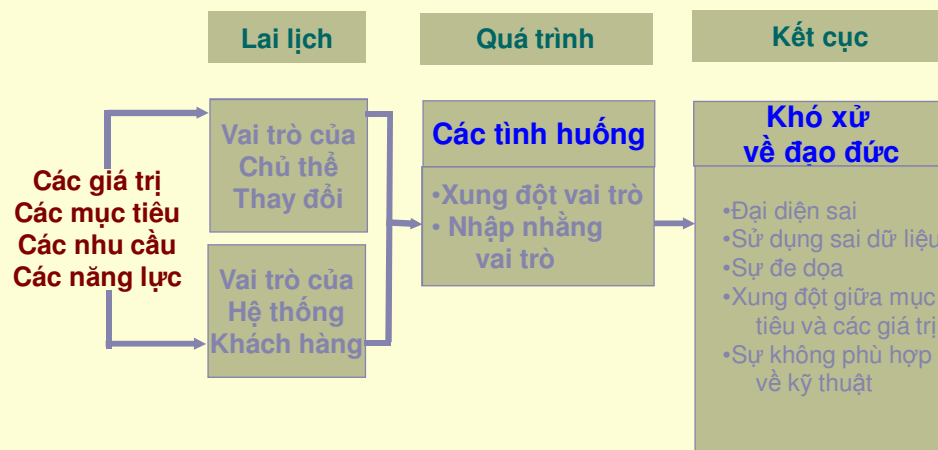 Lai lịch
Quá trình
Kết cục
Các giá trị
Các mục tiêu
Các nhu cầu
Các năng lực
Vai trò của
Chủ thể
Thay đổi
Vai trò của
Hệ thống
Khách hàng
Các tình huống
•Xung đột vai trò
• Nhập nhằng
vai trò
Khó xử
về đạo đức
•Đại diện sai
•Sử dụng sai dữ liệu
•Sự đe dọa
•Xung đột giữa mục
tiêu và các giá trị
•Sự không phù hợp
về kỹ thuật